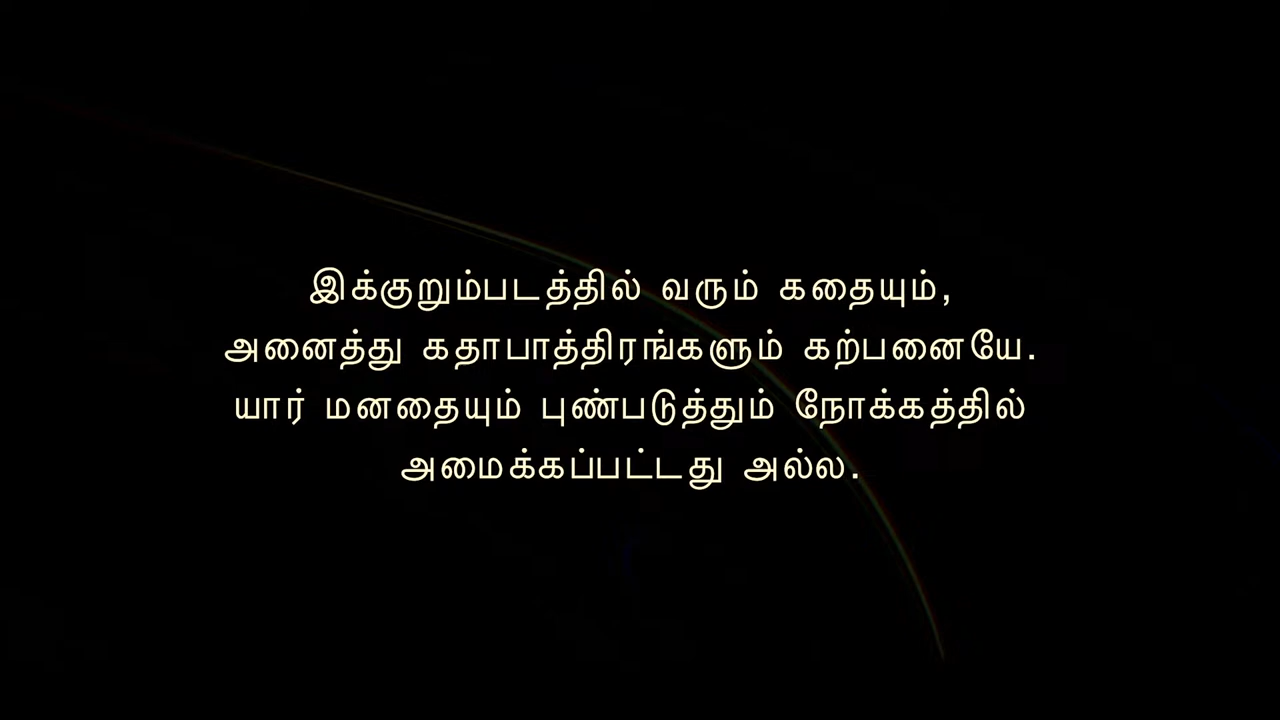 இக்குறும்படத்தில் வரும் கதையும்,
அனைத்து கதாபாத்திரங்களும் கற்பனையே.
யார் மனதையும் புண்படுத்தும் நோக்கத்தில்
அமைக்கப்பட்டது அல்ல.